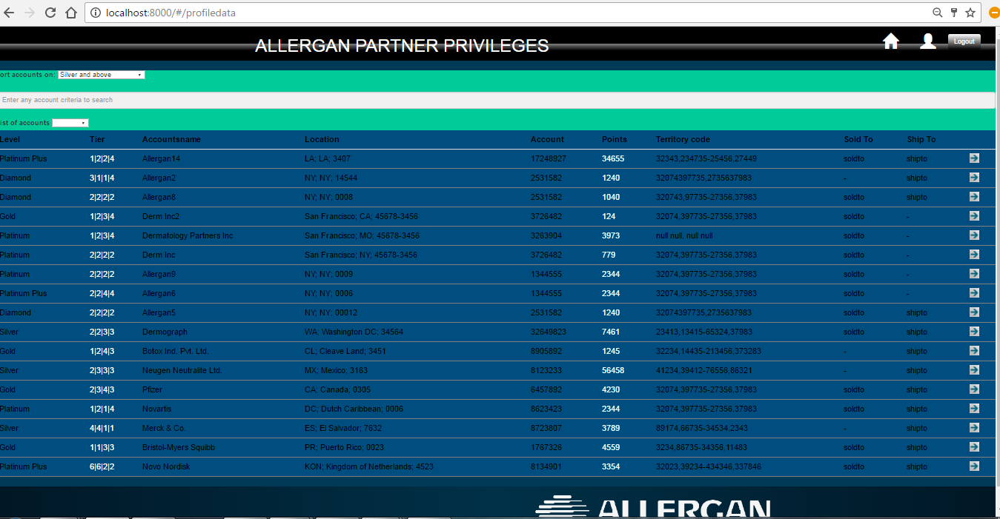 localhost:8000/#/profiledata
ALLERGAN PARTNER PRIVILEGES
Logout
ort accounts on: Silver and above
Enter any account criteria to search
ist of accounts
Level Tier Accountsname Location Account Points Territory code Sold To Ship To
Platinum Plus 1|2|2|4 Allergan14 LA; LA; 3407 17248927 34655 32343,234735-25456,27449 soldto shipto
Diamond 3|1|1|4 Allergan2 NY; NY; 14544 2531582 1240 32074397735,2735637983 - shipto
Diamond 2|2|2|2 Allergan8 NY; NY; 0008 2531582 1040 320743,97735-27356,37983 soldto shipto
Gold 1|2|3|4 Derm Inc2 San Francisco; CA; 45678-3456 3726482 124 32074,397735-27356,37983 soldto -
Platinum 1|2|3|4 Dermatology Partners Inc San Francisco; MO; 45678-3456 3263904 3973 null null, null null soldto -
Platinum 2|2|2|2 Derm Inc San Francisco; NY; 45678-3456 3726482 779 32074,397735-27356,37983 soldto -
Platinum 2|2|2|2 Allergan9 NY; NY; 0009 1344555 2344 32074,397735-27356,37983 soldto -
Platinum Plus 2|2|4|4 Allergan6 NY; NY; 0006 1344555 2344 32074,397735-27356,37983 soldto -
Diamond 2|2|2|2 Allergan5 NY; NY; 00012 2531582 1240 32074397735,2735637983 soldto shipto
Silver 2|2|3|3 Dermograph WA; Washington DC; 34564 32649823 7461 23413,13415-65324,37983 soldto shipto
Gold 1|2|4|3 Botox Ind. Pvt. Ltd. CL; Cleave Land; 3451 8905892 1245 32234,14435-213456,373283 - shipto
Silver 2|3|3|3 Neugen Neutralite Ltd. MX; Mexico; 3163 8123233 56458 41234,39412-76556,86321 - shipto
Gold 2|3|4|3 Pfizer CA; Canada; 0305 6457892 4230 32074,397735-27356,37983 soldto shipto
Platinum 1|2|1|4 Novartis DC; Dutch Caribbean; 0006 8623423 2344 32074,397735-27356,37983 soldto shipto
Silver 4|4|1|1 Merck & Co. ES; El Salvador; 7632 8723807 3789 89174,66735-34534,2343 - shipto
Gold 1|1|3|3 Bristol-Myers Squibb PR; Puerto Rico; 0023 1767326 4559 3234,86735-34356,11483 soldto shipto
Platinum Plus 6|6|2|2 Novo Nordisk KON; Kingdom of Netherlands; 4523 8134901 3354 32023,39234-434346,337846 soldto shipto
ALLERGAN